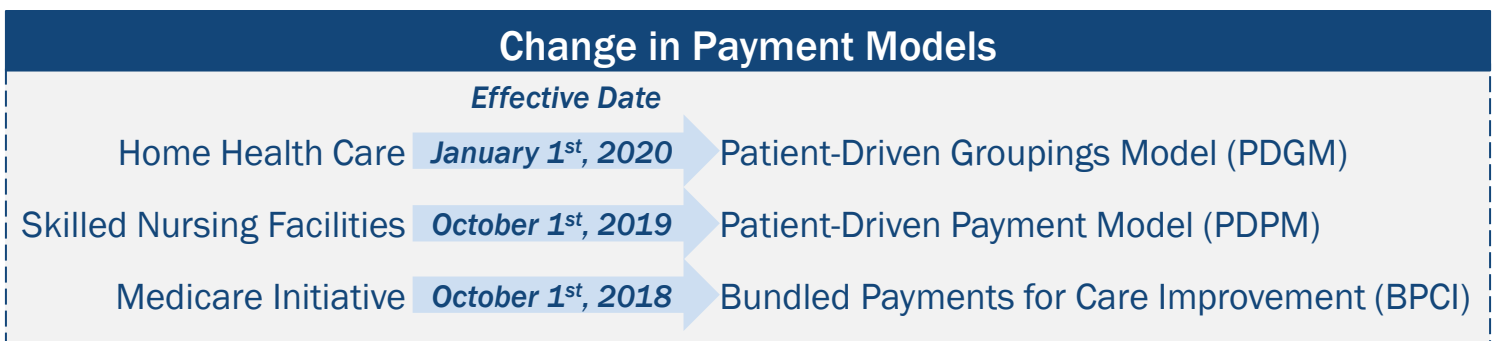 Change in Payment Models
Effective Date
Home Health Care January 1st, 2020 Patient-Driven Groupings Model (PDGM)
Skilled Nursing Facilities October 1st, 2019 Patient-Driven Payment Model (PDPM)
Medicare Initiative October 1st, 2018 Bundled Payments for Care Improvement (BPCI)